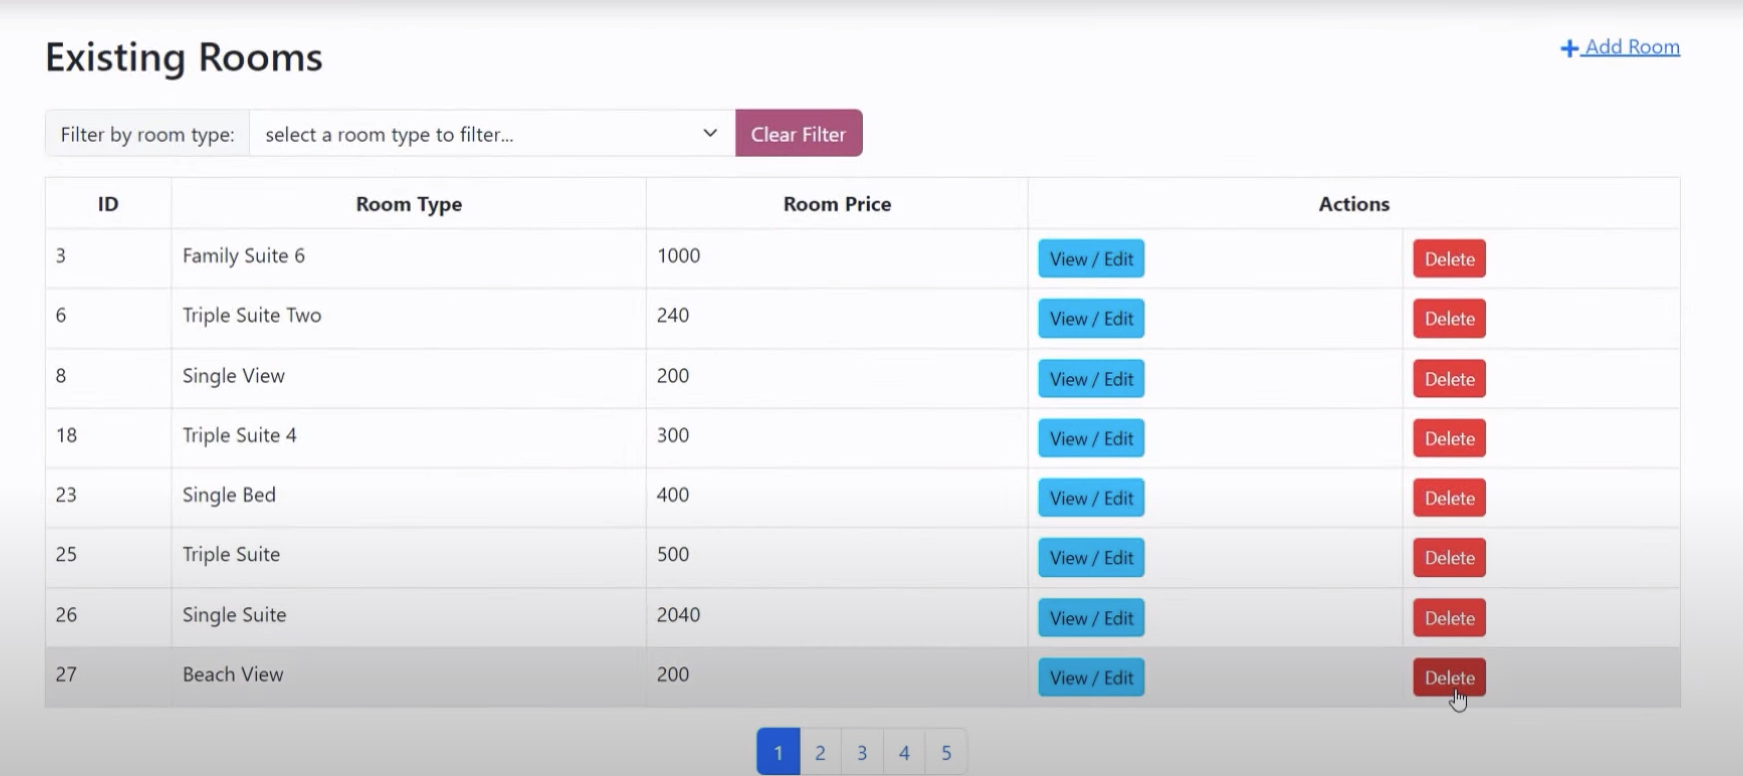 Existing Rooms
Add Room
Filter by room type: select a room type to filter... Clear Filter
ID Room Type Room Price Actions
3 Family Suite 6 1000 View / Edit Delete
6 Triple Suite Two 240 View / Edit Delete
8 Single View 200 View / Edit Delete
18 Triple Suite 4 300 View / Edit Delete
23 Single Bed 400 View / Edit Delete
25 Triple Suite 500 View / Edit Delete
26 Single Suite 2040 View / Edit Delete
27 Beach View 200 View / Edit Delete
1 2 3 4 5